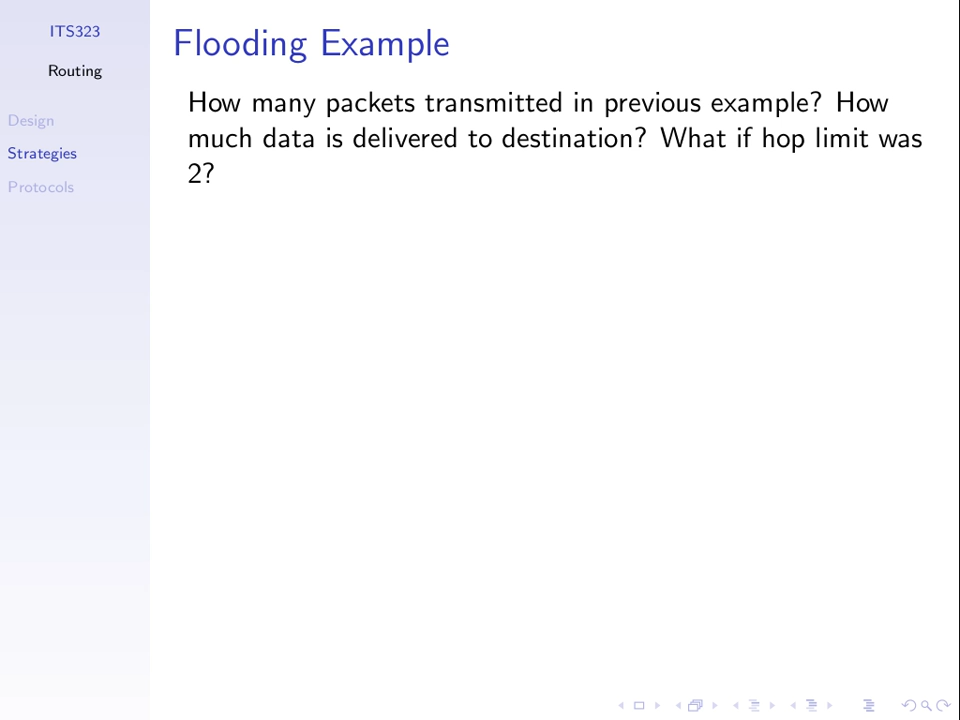 ITS323
Routing
Design
Strategies
Protocols
Flooding Example
How many packets transmitted in previous example? How
much data is delivered to destination? What if hop limit was
2?